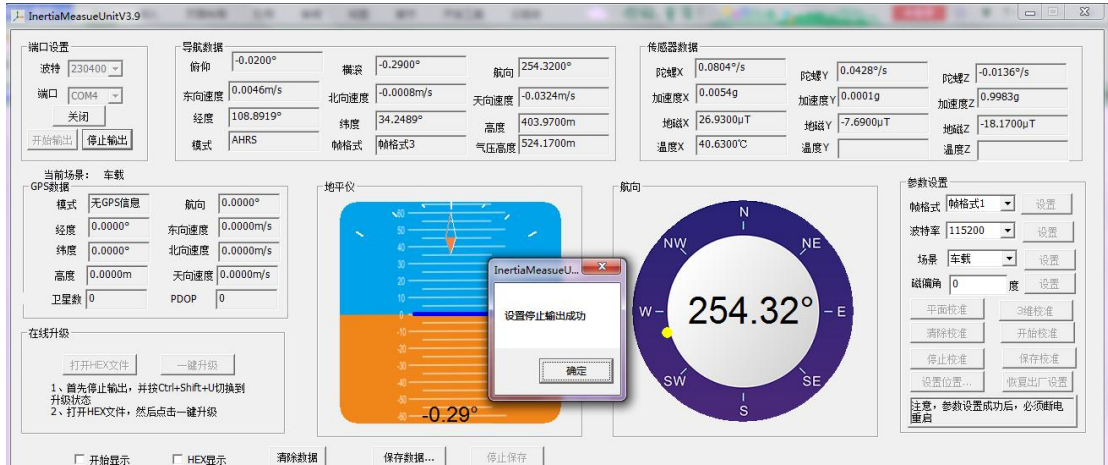 InertiaMeasueUnitV3.9
端口设置
波特 230400
端口 COM4
关闭
开始输出 停止输出
导航数据
俯仰 -0.0200° 横滚 -0.2900° 航向 254.3200°
东向速度 0.0046m/s 北向速度 -0.0008m/s 天向速度 -0.0324m/s
经度 108.8919° 纬度 34.2489° 高度 403.9700m
模式 AHRS 帧格式 帧格式3 气压高度 524.1700m
传感器数据
陀螺X 0.0804°/s 陀螺Y 0.0428°/s 陀螺Z -0.0136°/s
加速度X 0.0054g 加速度Y 0.0001g 加速度Z 0.9983g
地磁X 26.9300μT 地磁Y -7.6900μT 地磁Z -18.1700μT
温度X 40.6300℃ 温度Y 温度Z
当前场景: 车载
GPS数据
模式 无GPS信息 航向 0.0000°
经度 0.0000° 东向速度 0.0000m/s
纬度 0.0000° 北向速度 0.0000m/s
高度 0.0000m 天向速度 0.0000m/s
卫星数 0 PDOP 0
在线升级
打开HEX文件 一键升级
1、首先停止输出，并按Ctrl+Shft+U切换到
升级状态
2、打开HEX文件，然后点击一键升级
地平仪
60
50
40
30
20
10
0
-10
-20
-30
-40
-50
-60
-0.29°
InertiaMeasueU...
设置停止输出成功
确定
航向
N
NW NE
W 254.32° E
SW SE
S
参数设置
帧格式 帧格式1 设置
波特率 115200 设置
场景 车载 设置
磁偏角 0 度 设置
平面校准 3维校准
清除校准 开始校准
停止校准 保存校准
设置位置... 恢复出厂设置
注意，参数设置成功后，必须断电
重启
开始显示 HEX显示 清除数据 保存数据... 停止保存